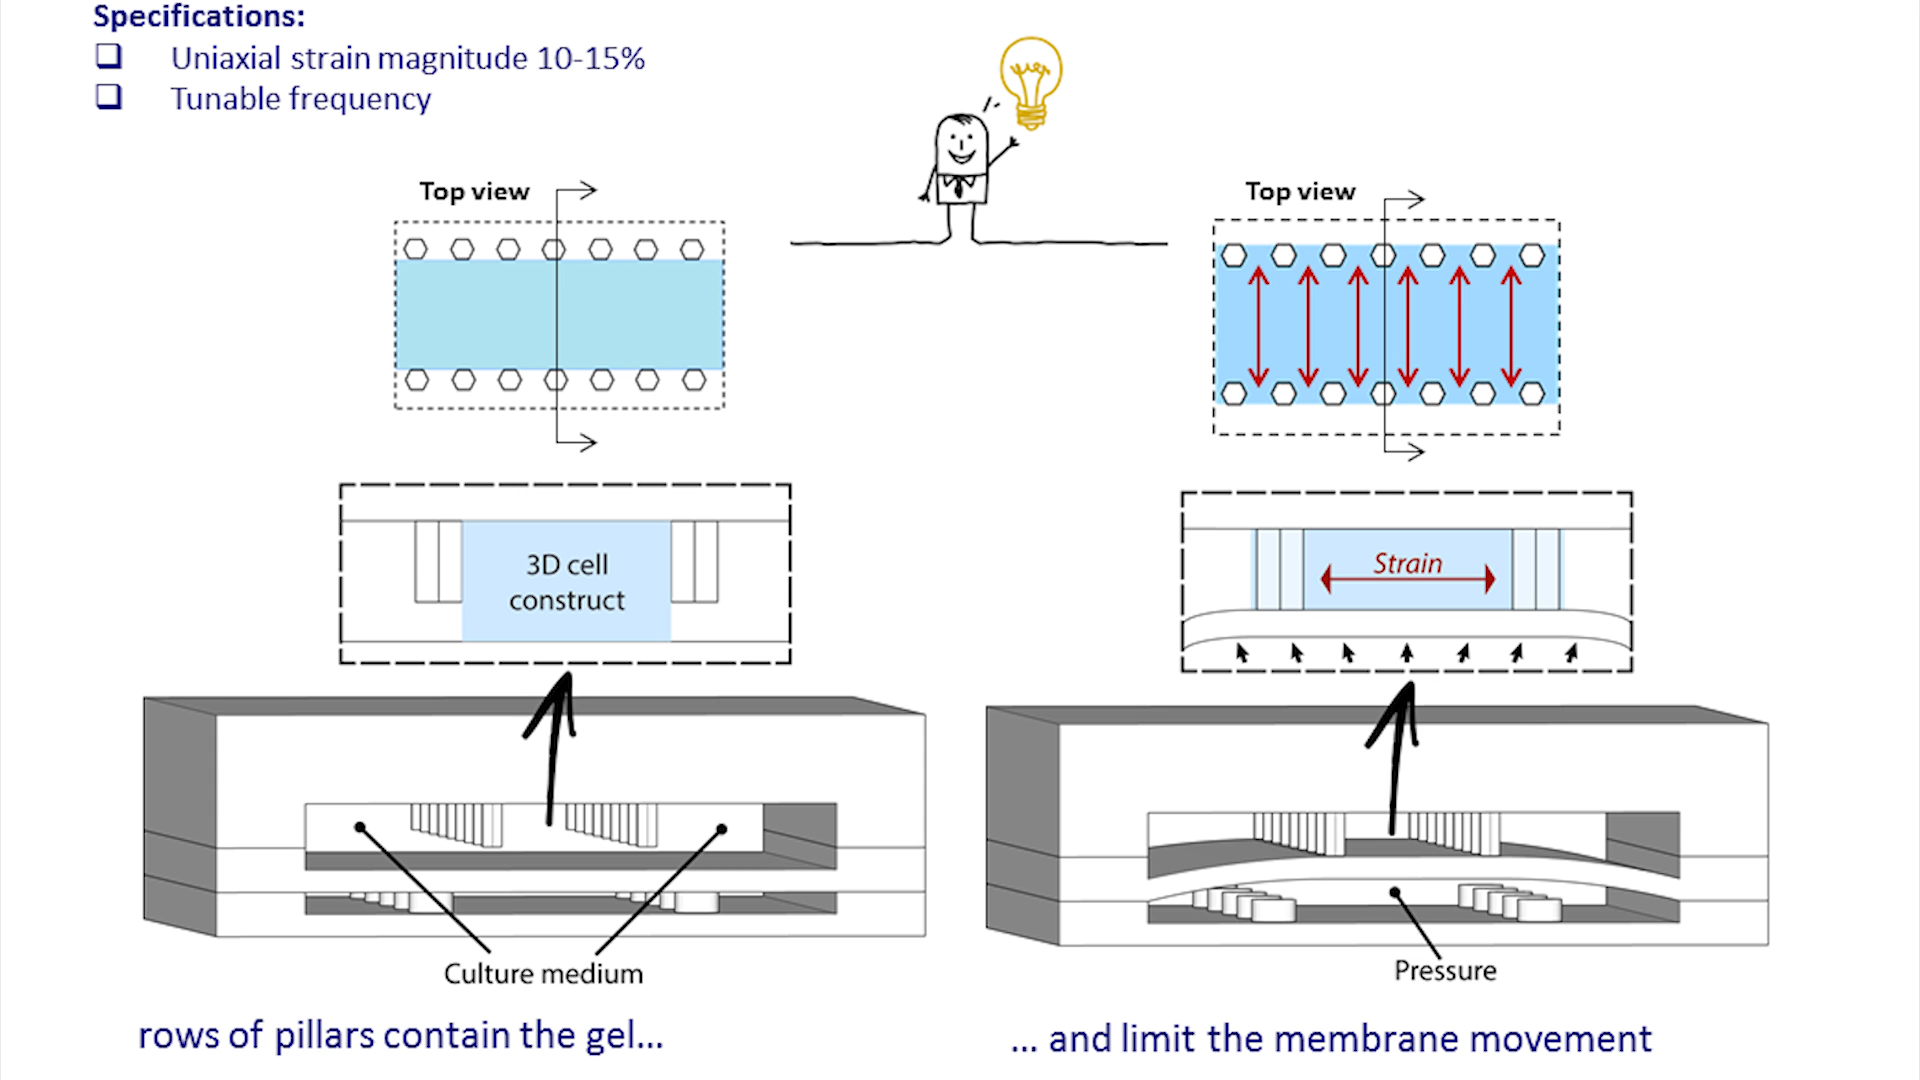 Specifications:
❑ Uniaxial strain magnitude 10-15%
❑ Tunable frequency
Top view
Top view
3D cell
construct
Strain
Culture medium
Pressure
rows of pillars contain the gel...
... and limit the membrane movement